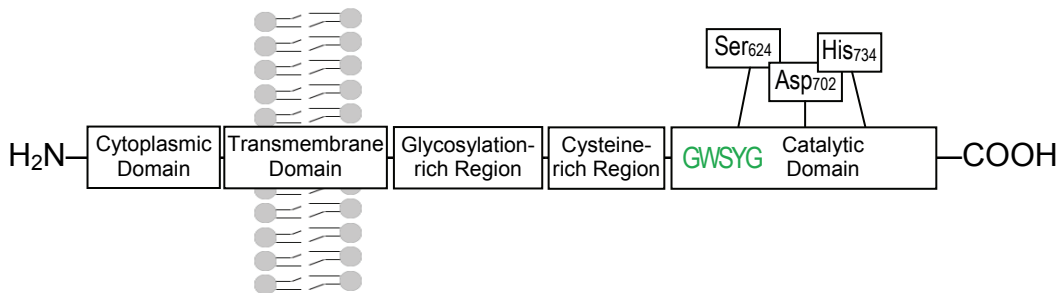 Ser624
His734
Asp702
H2N
Cytoplasmic
Domain
Transmembrane
Domain
Glycosylation-
rich Region
Cysteine-
rich Region
GWSYG
Catalytic
Domain
COOH